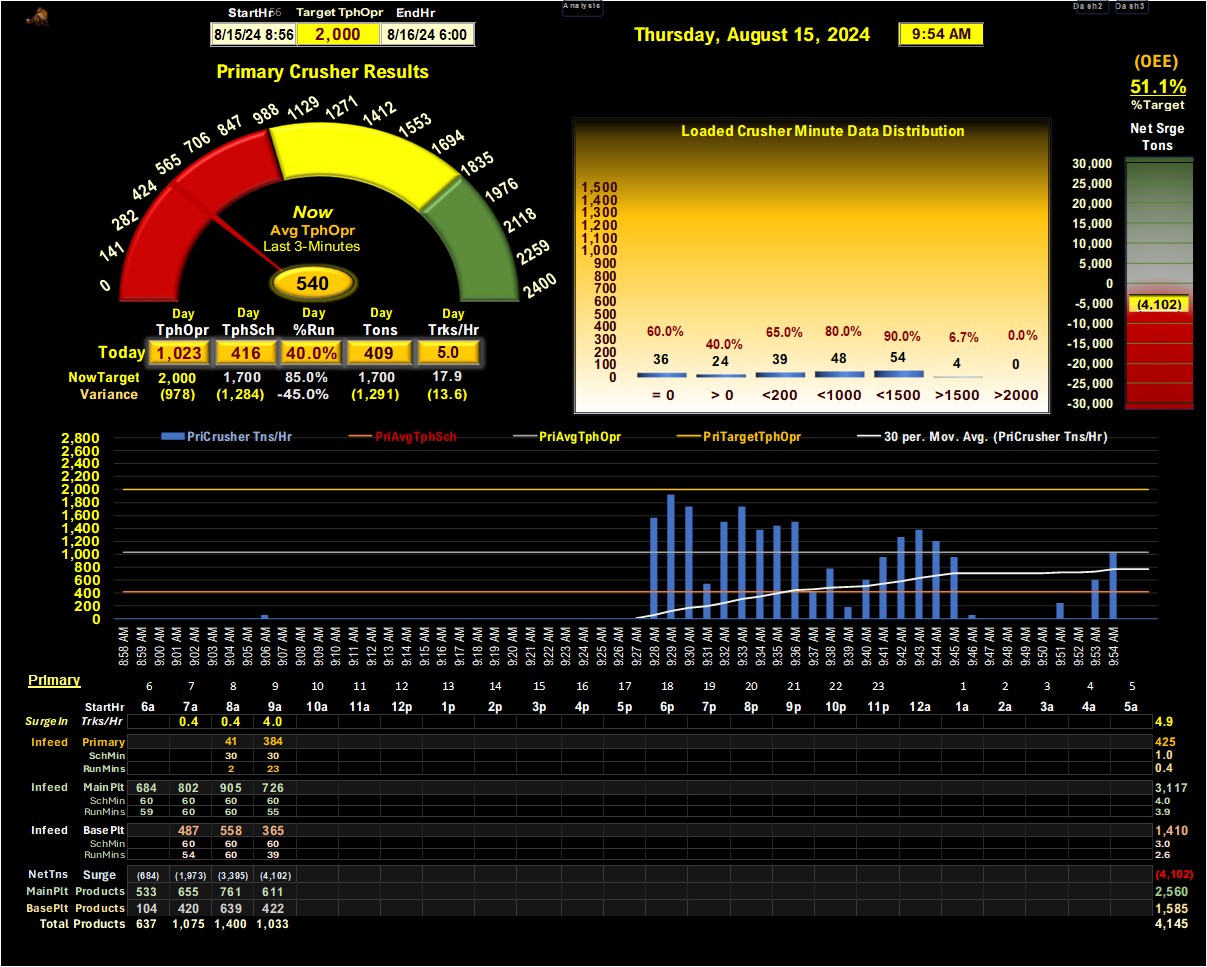 Analysis
Dash2 Dash3
StartHr56 Target TphOpr EndHr
8/15/24 8:56 2,000 8/16/24 6:00
Thursday, August 15, 2024 9:54 AM
(OEE)
51.1%
%Target
Net Srge
Tons
30,000
25,000
20,000
15,000
10,000
5,000
0
-5,000
(4,102)
-10,000
-15,000
-20,000
-25,000
-30,000
Primary Crusher Results
0 141 282 424 565 706 847 988 1129 1271 1412 1553 1694 1835 1976 2118 2259 2400
Now
Avg TphOpr
Last 3-Minutes
540
Day Day Day Day Day
TphOpr TphSch %Run Tons Trks/Hr
Today 1,023 416 40.0% 409 5.0
NowTarget 2,000 1,700 85.0% 1,700 17.9
Variance (978) (1,284) -45.0% (1,291) (13.6)
Loaded Crusher Minute Data Distribution
1,500
1,400
1,300
1,200
1,100
1,000
900
800
700
600
500
400
300
200
100
0
60.0% 40.0% 65.0% 80.0% 90.0% 6.7% 0.0%
36 24 39 48 54 4 0
= 0 > 0 <200 <1000 <1500 >1500 >2000
PriCrusher Tns/Hr PriAvgTphSch PriAvgTphOpr PriTargetTphOpr 30 per. Mov. Avg. (PriCrusher Tns/Hr)
2,800
2,600
2,400
2,200
2,000
1,800
1,600
1,400
1,200
1,000
800
600
400
200
0
8:58 AM 8:59 AM 9:00 AM 9:01 AM 9:02 AM 9:03 AM 9:04 AM 9:05 AM 9:06 AM 9:07 AM 9:08 AM 9:09 AM 9:10 AM 9:11 AM 9:12 AM 9:13 AM 9:14 AM 9:15 AM 9:16 AM 9:17 AM 9:18 AM 9:19 AM 9:20 AM 9:21 AM 9:22 AM 9:23 AM 9:24 AM 9:25 AM 9:26 AM 9:27 AM 9:28 AM 9:29 AM 9:30 AM 9:31 AM 9:32 AM 9:33 AM 9:34 AM 9:35 AM 9:36 AM 9:37 AM 9:38 AM 9:39 AM 9:40 AM 9:41 AM 9:42 AM 9:43 AM 9:44 AM 9:45 AM 9:46 AM 9:47 AM 9:48 AM 9:49 AM 9:50 AM 9:51 AM 9:52 AM 9:53 AM 9:54 AM
Primary
6 7 8 9 10 11 12 13 14 15 16 17 18 19 20 21 22 23 1 2 3 4 5
StartHr 6a 7a 8a 9a 10a 11a 12p 1p 2p 3p 4p 5p 6p 7p 8p 9p 10p 11p 12a 1a 2a 3a 4a 5a
SurgeIn Trks/Hr 0.4 0.4 4.0 4.9
Infeed Primary 41 384 425
SchMin 30 30 1.0
RunMins 2 23 0.4
Infeed MainPlt 684 802 905 726 3,117
SchMin 60 60 60 60 4.0
RunMins 59 60 60 55 3.9
Infeed BasePlt 487 558 365 1,410
SchMin 60 60 60 3.0
RunMins 54 60 39 2.6
NetTns Surge (684) (1,973) (3,395) (4,102) (4,102)
MainPlt Products 533 655 761 611 2,560
BasePlt Products 104 420 639 422 1,585
Total Products 637 1,075 1,400 1,033 4,145